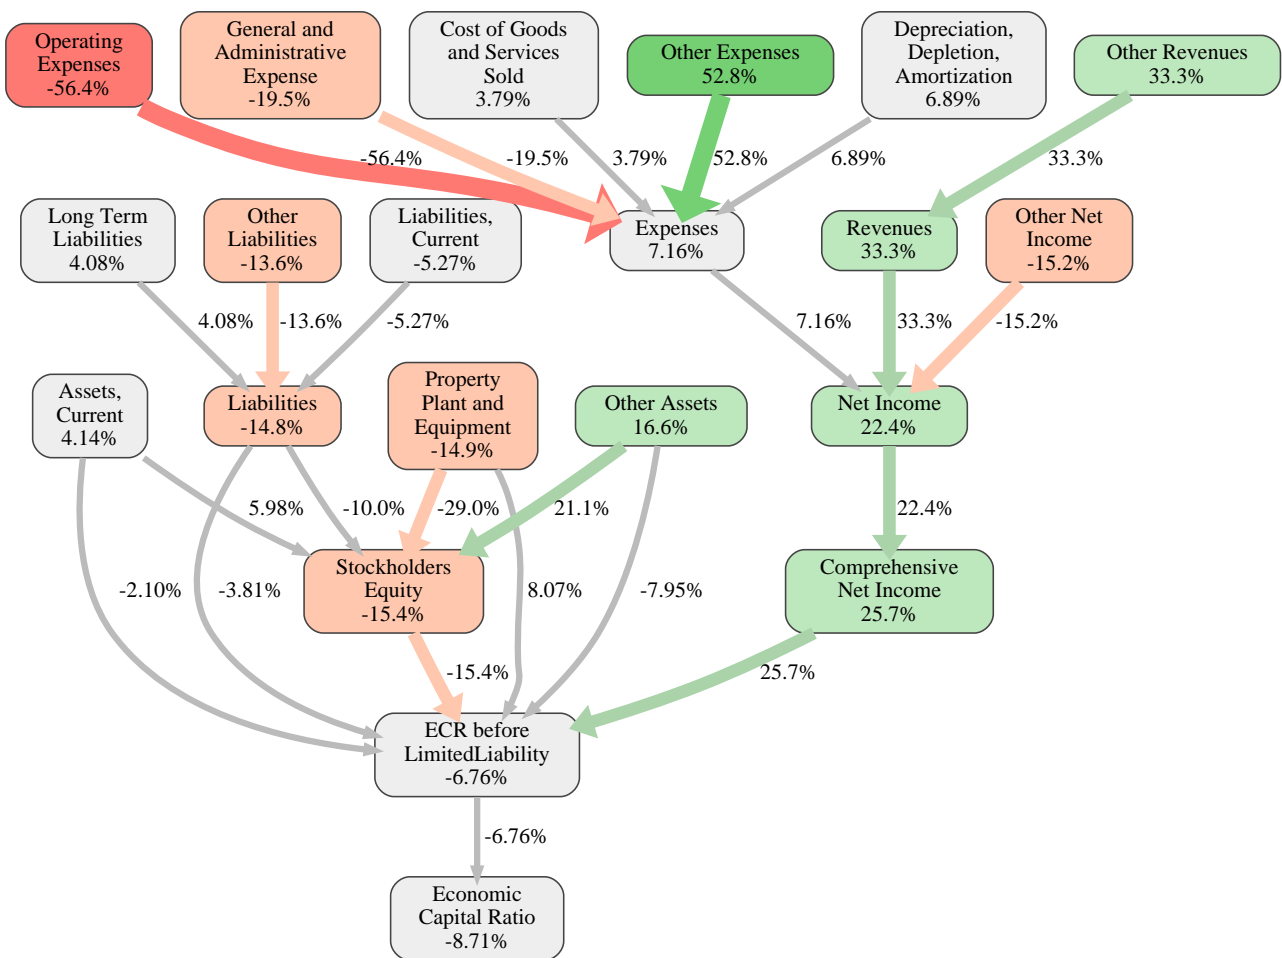 Operating
Expenses
-56.4%
General and
Administrative
Expense
-19.5%
Cost of Goods
and Services
Sold
3.79%
Other Expenses
52.8%
Depreciation,
Depletion,
Amortization
6.89%
Other Revenues
33.3%
-56.4%
-19.5%
3.79%
52.8%
6.89%
33.3%
Long Term
Liabilities
4.08%
Other
Liabilities
-13.6%
Liabilities,
Current
-5.27%
Expenses
7.16%
Revenues
33.3%
Other Net
Income
-15.2%
4.08%
-13.6%
-5.27%
7.16%
33.3%
-15.2%
Assets,
Current
4.14%
Liabilities
-14.8%
Property
Plant and
Equipment
-14.9%
Other Assets
16.6%
Net Income
22.4%
5.98%
-10.0%
-29.0%
21.1%
22.4%
-2.10%
-3.81%
Stockholders
Equity
-15.4%
8.07%
-7.95%
Comprehensive
Net Income
25.7%
-15.4%
25.7%
ECR before
LimitedLiability
-6.76%
-6.76%
Economic
Capital Ratio
-8.71%